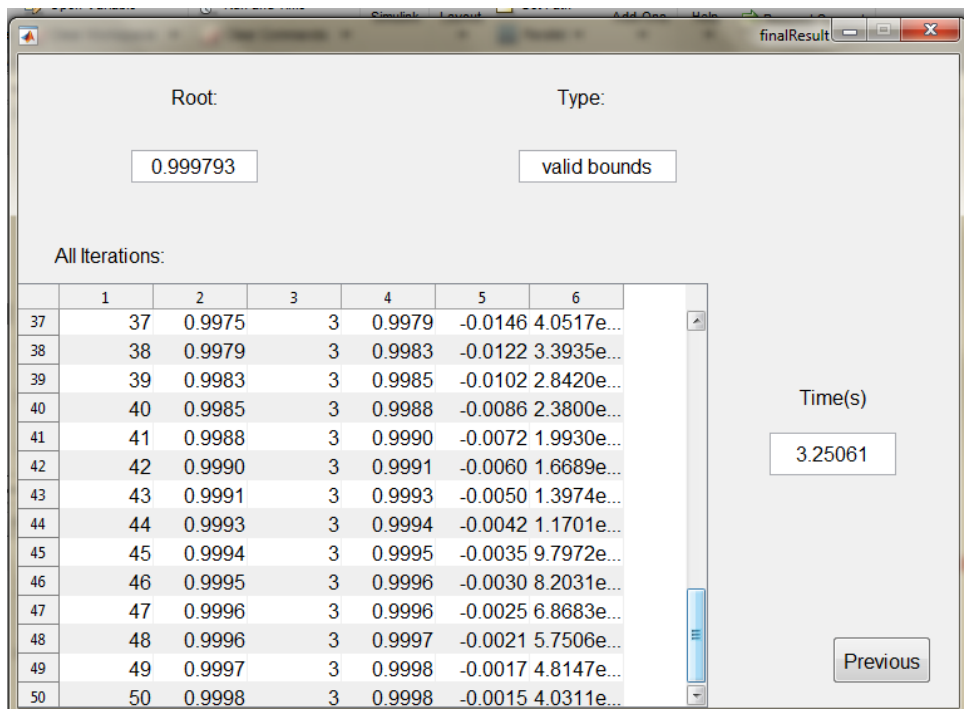 Simulink Layout Add-Ons Help
finalResult
Root: Type:
0.999793 valid bounds
All Iterations:
1 2 3 4 5 6
37 37 0.9975 3 0.9979 -0.0146 4.0517e...
38 38 0.9979 3 0.9983 -0.0122 3.3935e...
39 39 0.9983 3 0.9985 -0.0102 2.8420e...
40 40 0.9985 3 0.9988 -0.0086 2.3800e...
41 41 0.9988 3 0.9990 -0.0072 1.9930e...
42 42 0.9990 3 0.9991 -0.0060 1.6689e...
43 43 0.9991 3 0.9993 -0.0050 1.3974e...
44 44 0.9993 3 0.9994 -0.0042 1.1701e...
45 45 0.9994 3 0.9995 -0.0035 9.7972e...
46 46 0.9995 3 0.9996 -0.0030 8.2031e...
47 47 0.9996 3 0.9996 -0.0025 6.8683e...
48 48 0.9996 3 0.9997 -0.0021 5.7506e...
49 49 0.9997 3 0.9998 -0.0017 4.8147e...
50 50 0.9998 3 0.9998 -0.0015 4.0311e...
Time(s)
3.25061
Previous